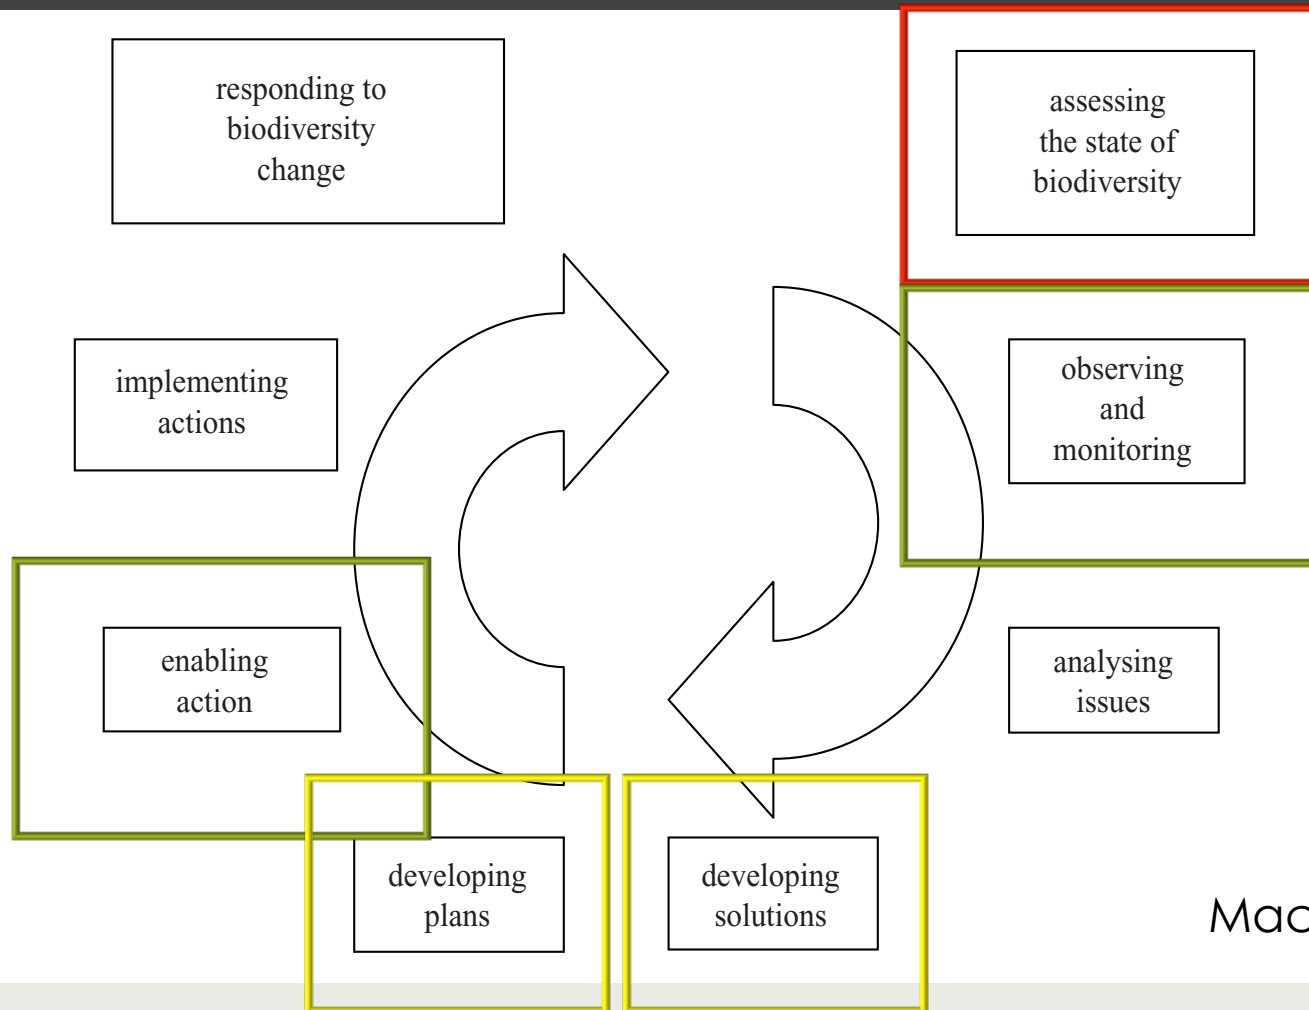 responding to
biodiversity
change
assessing
the state of
biodiversity
implementing
actions
observing
and
monitoring
enabling
action
analysing
issues
developing
plans
developing
solutions